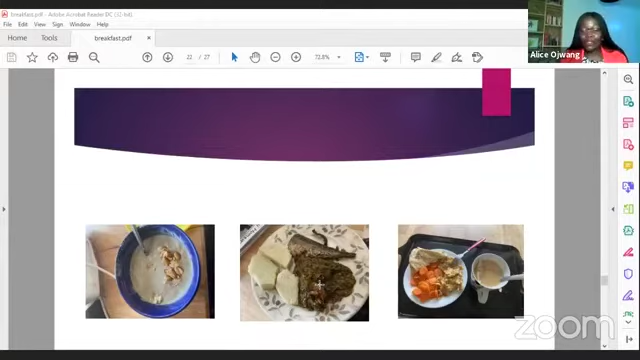 breakfast.pdf - Adobe Acrobat Reader DC (32-bit)
File Edit View Sign Window Help
Home Tools breakfast.pdf ×
22 / 27 72.8%
Alice Ojwang
zoom